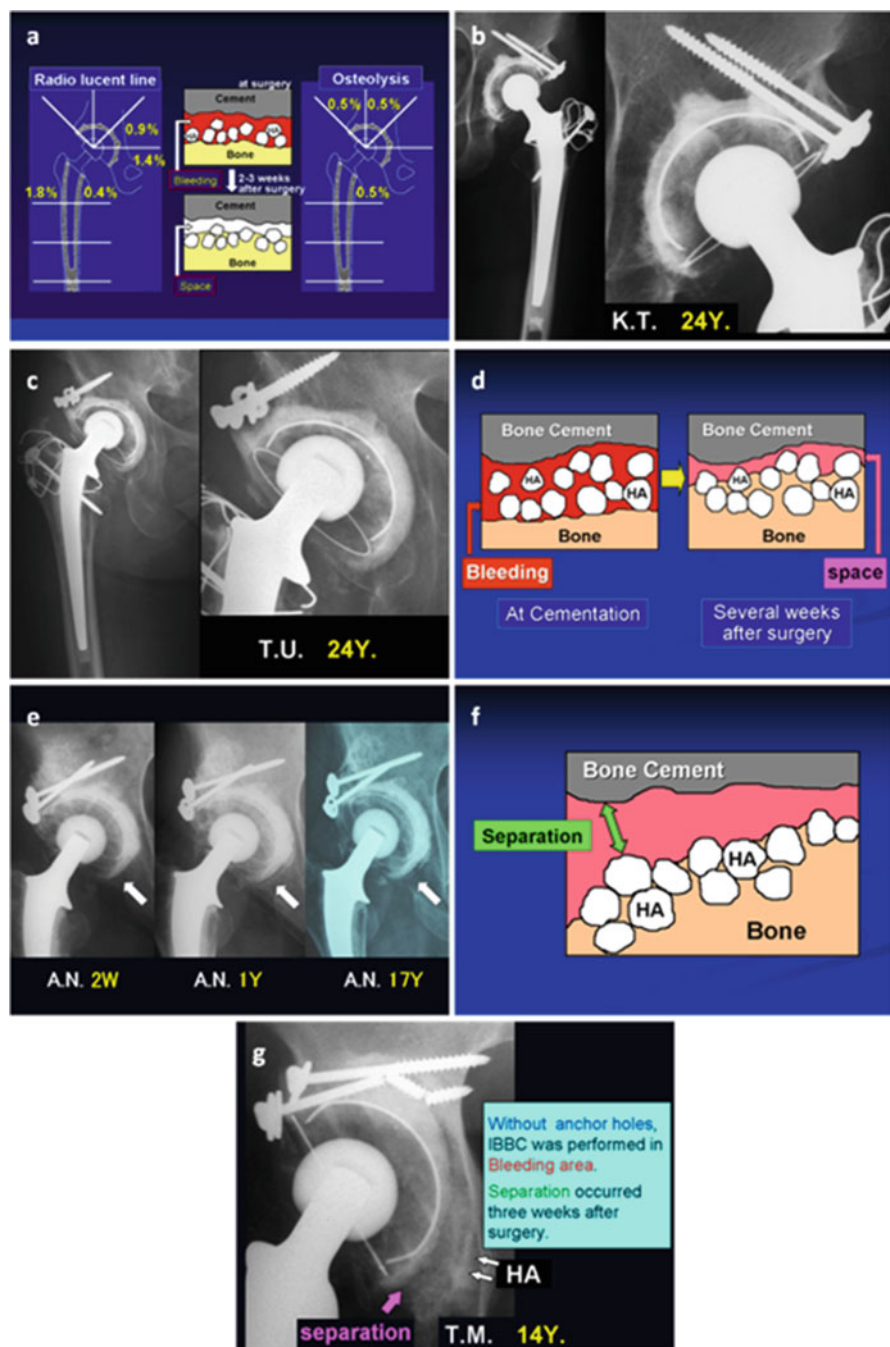 a
Radio lucent line
0.9%
1.4%
1.8%
0.4%
at surgery
Cement
HA
HA
Bone
Bleeding
2-3 weeks
after surgery
Cement
Bone
Space
Osteolysis
0.5% 0.5%
0.5%
b
K.T. 24Y.
c
T.U. 24Y.
d
Bone Cement
HA
HA
Bone
Bleeding
At Cementation
Bone Cement
HA
HA
Bone
space
Several weeks
after surgery
e
A.N. 2W
A.N. 1Y
A.N. 17Y
f
Bone Cement
Separation
HA
HA
Bone
g
Without anchor holes,
IBBC was performed in
Bleeding area.
Separation occurred
three weeks after
surgery.
HA
separation
T.M. 14Y.